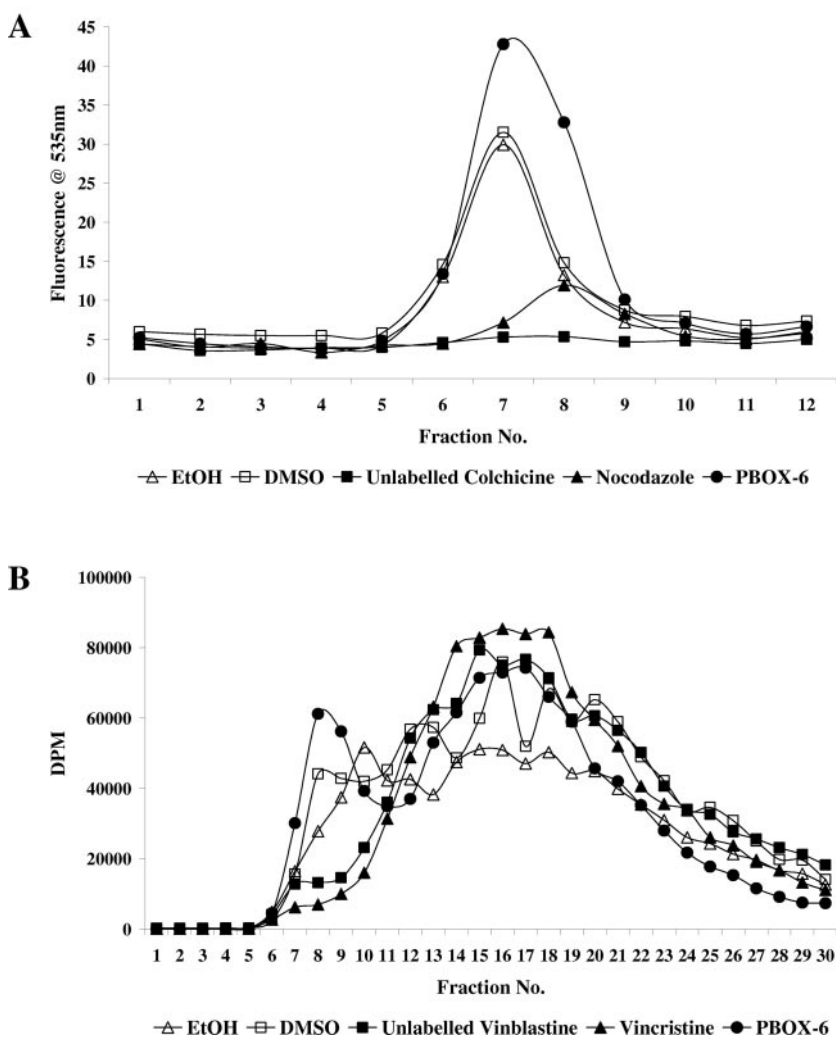 A
45
40
35
30
25
20
15
10
5
0
Fluorescence @ 535nm
1 2 3 4 5 6 7 8 9 10 11 12
Fraction No.
EtOH DMSO Unlabelled Colchicine Nocodazole PBOX-6
B
100000
80000
60000
40000
20000
0
DPM
1 2 3 4 5 6 7 8 9 10 11 12 13 14 15 16 17 18 19 20 21 22 23 24 25 26 27 28 29 30
Fraction No.
EtOH DMSO Unlabelled Vinblastine Vincristine PBOX-6